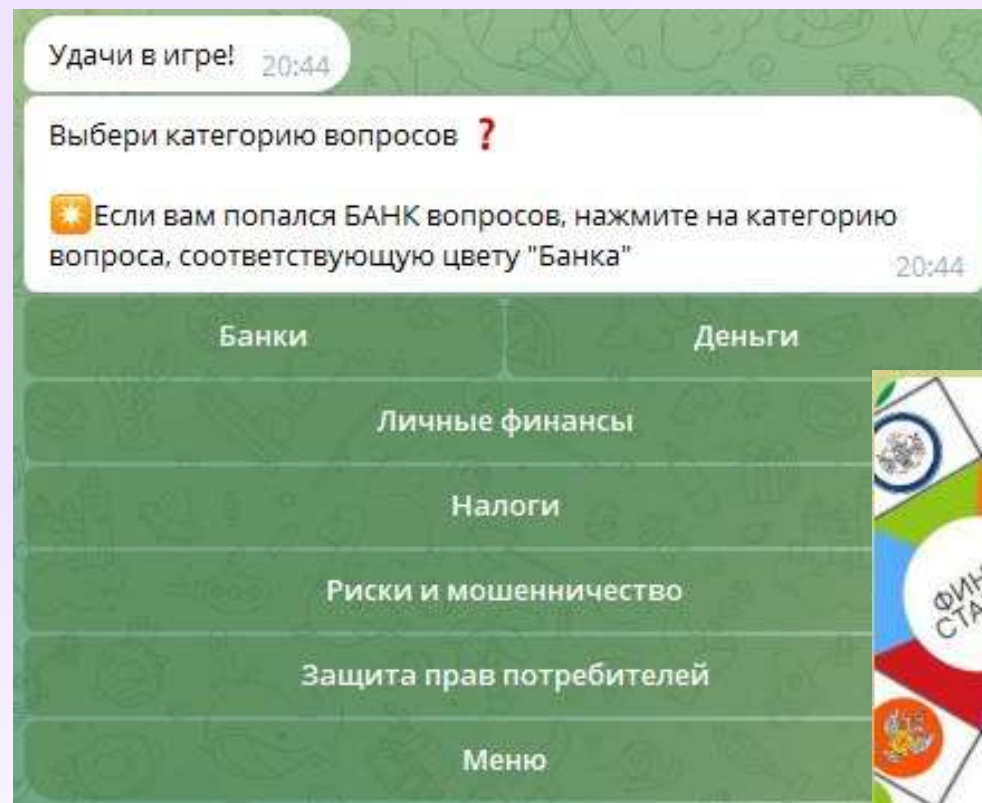 Удачи в игре! 20:44
Выбери категорию вопросов ❓
Если вам попался БАНК вопросов, нажмите на категорию
вопроса, соответствующую цвету "Банка" 20:44
Банки Деньги
Личные финансы
Налоги
Риски и мошенничество
Защита прав потребителей
Меню